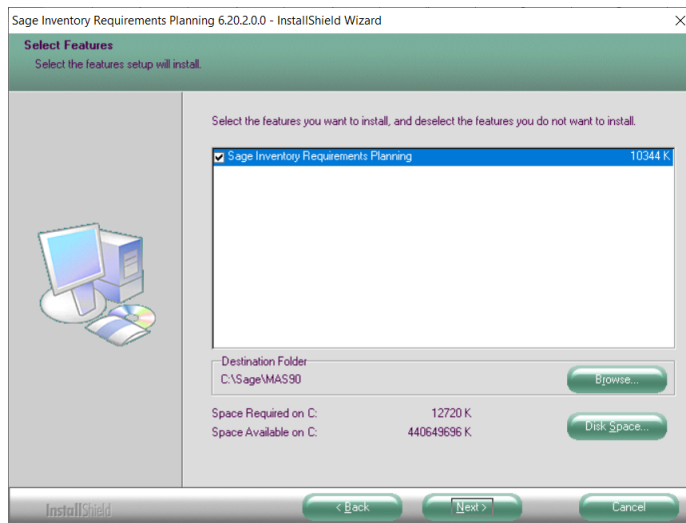 Sage Inventory Requirements Planning 6.20.2.0.0 - InstallShield Wizard
Select Features
Select the features setup will install.
Select the features you want to install, and deselect the features you do not want to install.
Sage Inventory Requirements Planning 10344 K
Destination Folder
C:\Sage\MAS90
Browse...
Space Required on C: 12720 K
Space Available on C: 440649696 K
Disk Space...
InstallShield
< Back
Next >
Cancel